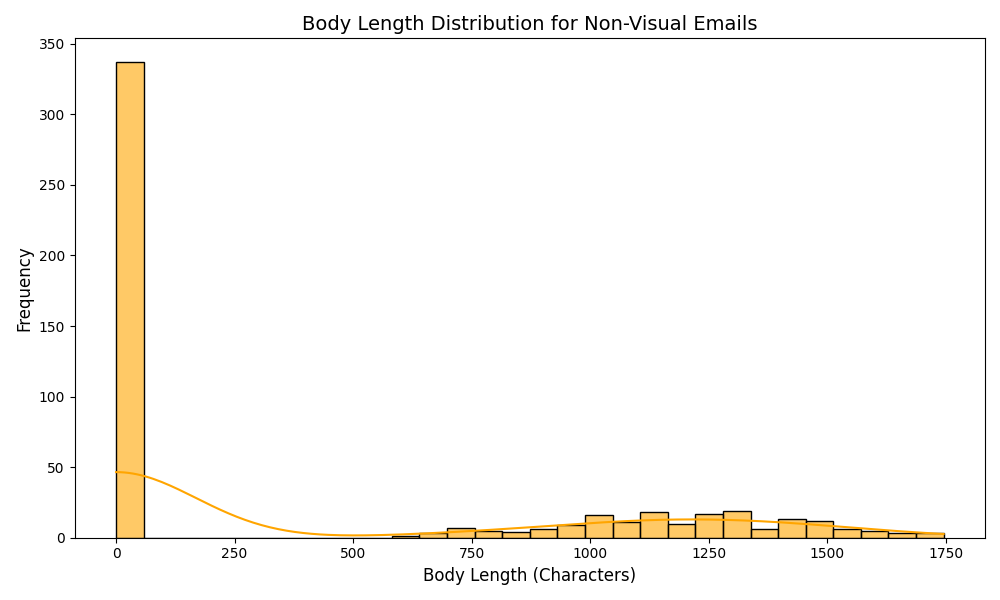 Body Length Distribution for Non-Visual Emails
350
300
250
200
150
100
50
0
Frequency
0 250 500 750 1000 1250 1500 1750
Body Length (Characters)